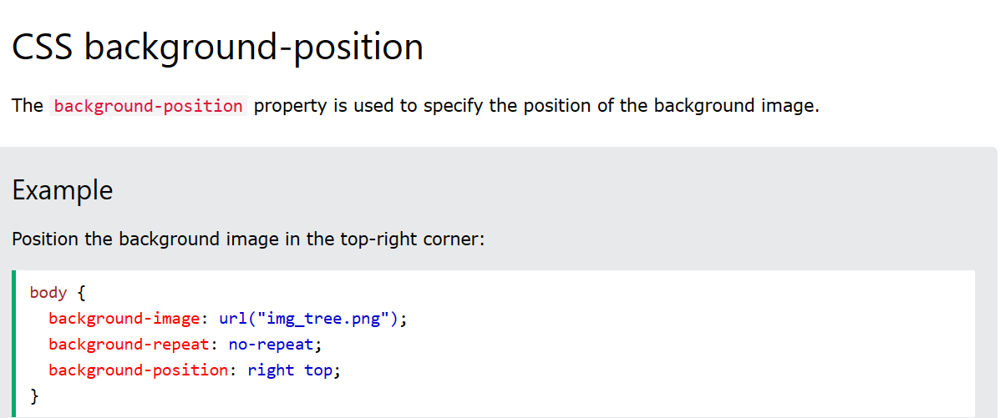 CSS background-position
The background-position property is used to specify the position of the background image.
Example
Position the background image in the top-right corner:
body {
  background-image: url("img_tree.png");
  background-repeat: no-repeat;
  background-position: right top;
}